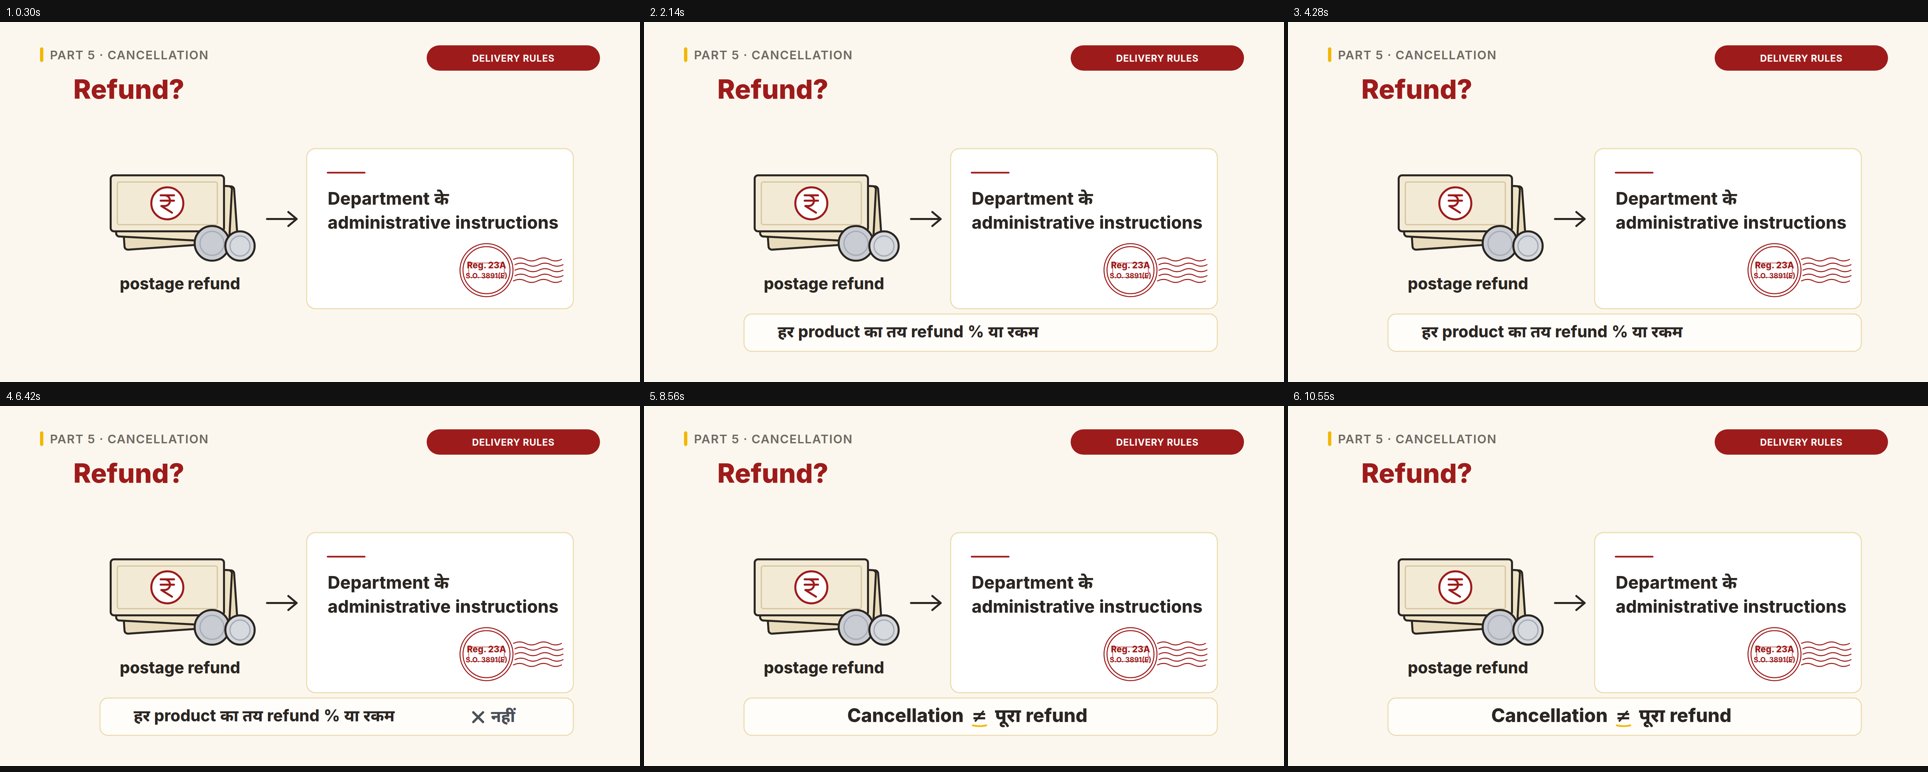 1. 0.30s
PART 5 · CANCELLATION
DELIVERY RULES
Refund?
Department के
administrative instructions
Reg. 23A
S.O. 3891(E)
postage refund
2. 2.14s
PART 5 · CANCELLATION
DELIVERY RULES
Refund?
Department के
administrative instructions
Reg. 23A
S.O. 3891(E)
postage refund
हर product का तय refund % या रकम
3. 4.28s
PART 5 · CANCELLATION
DELIVERY RULES
Refund?
Department के
administrative instructions
Reg. 23A
S.O. 3891(E)
postage refund
हर product का तय refund % या रकम
4. 6.42s
PART 5 · CANCELLATION
DELIVERY RULES
Refund?
Department के
administrative instructions
Reg. 23A
S.O. 3891(E)
postage refund
हर product का तय refund % या रकम ✕ नहीं
5. 8.56s
PART 5 · CANCELLATION
DELIVERY RULES
Refund?
Department के
administrative instructions
Reg. 23A
S.O. 3891(E)
postage refund
Cancellation ≠ पूरा refund
6. 10.55s
PART 5 · CANCELLATION
DELIVERY RULES
Refund?
Department के
administrative instructions
Reg. 23A
S.O. 3891(E)
postage refund
Cancellation ≠ पूरा refund